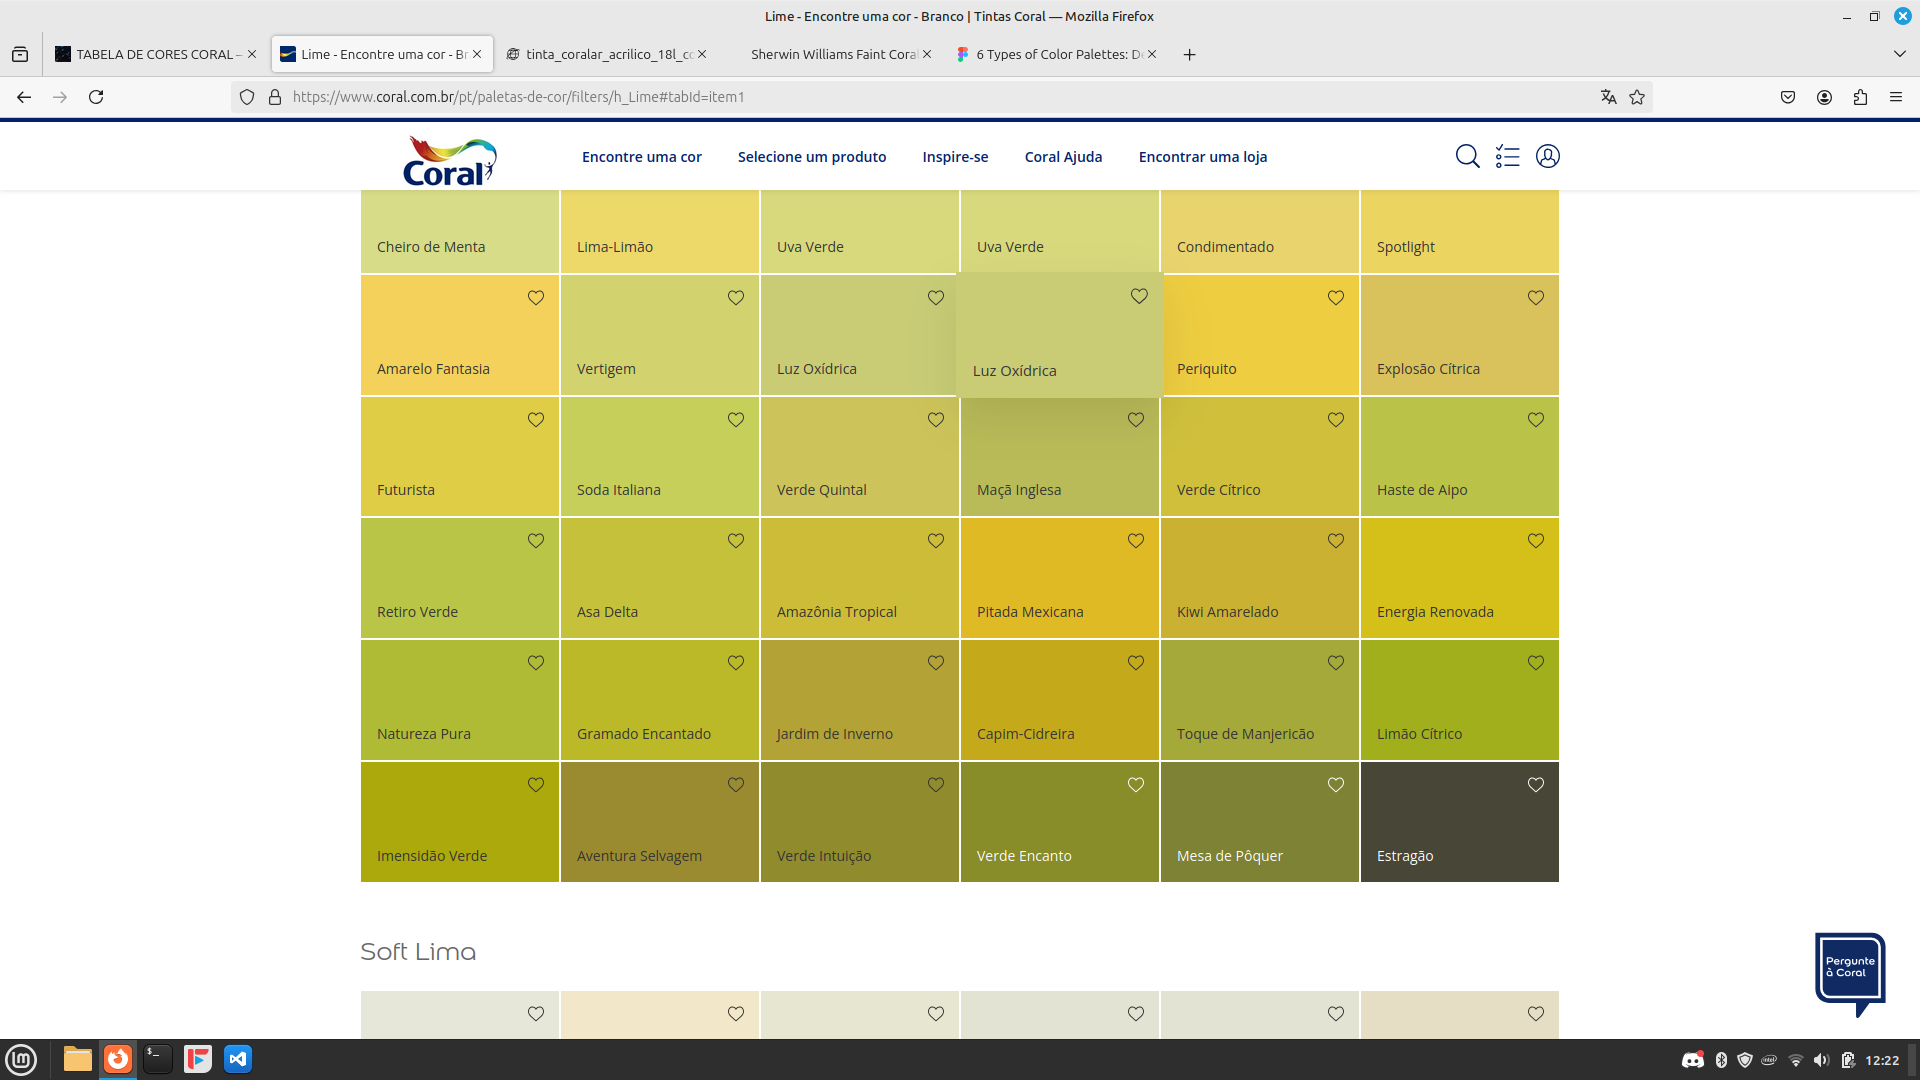 Lime - Encontre uma cor - Branco | Tintas Coral — Mozilla Firefox
TABELA DE CORES CORAL –
Lime - Encontre uma cor - Br
tinta_coralar_acrilico_18l_cc
Sherwin Williams Faint Coral
6 Types of Color Palettes: De
https://www.coral.com.br/pt/paletas-de-cor/filters/h_Lime#tabId=item1
Coral
Encontre uma cor
Selecione um produto
Inspire-se
Coral Ajuda
Encontrar uma loja
Cheiro de Menta
Lima-Limão
Uva Verde
Uva Verde
Condimentado
Spotlight
Amarelo Fantasia
Vertigem
Luz Oxídrica
Luz Oxídrica
Periquito
Explosão Cítrica
Futurista
Soda Italiana
Verde Quintal
Maçã Inglesa
Verde Cítrico
Haste de Aipo
Retiro Verde
Asa Delta
Amazônia Tropical
Pitada Mexicana
Kiwi Amarelado
Energia Renovada
Natureza Pura
Gramado Encantado
Jardim de Inverno
Capim-Cidreira
Toque de Manjericão
Limão Cítrico
Imensidão Verde
Aventura Selvagem
Verde Intuição
Verde Encanto
Mesa de Pôquer
Estragão
Soft Lima
Pergunte
à Coral
12:22